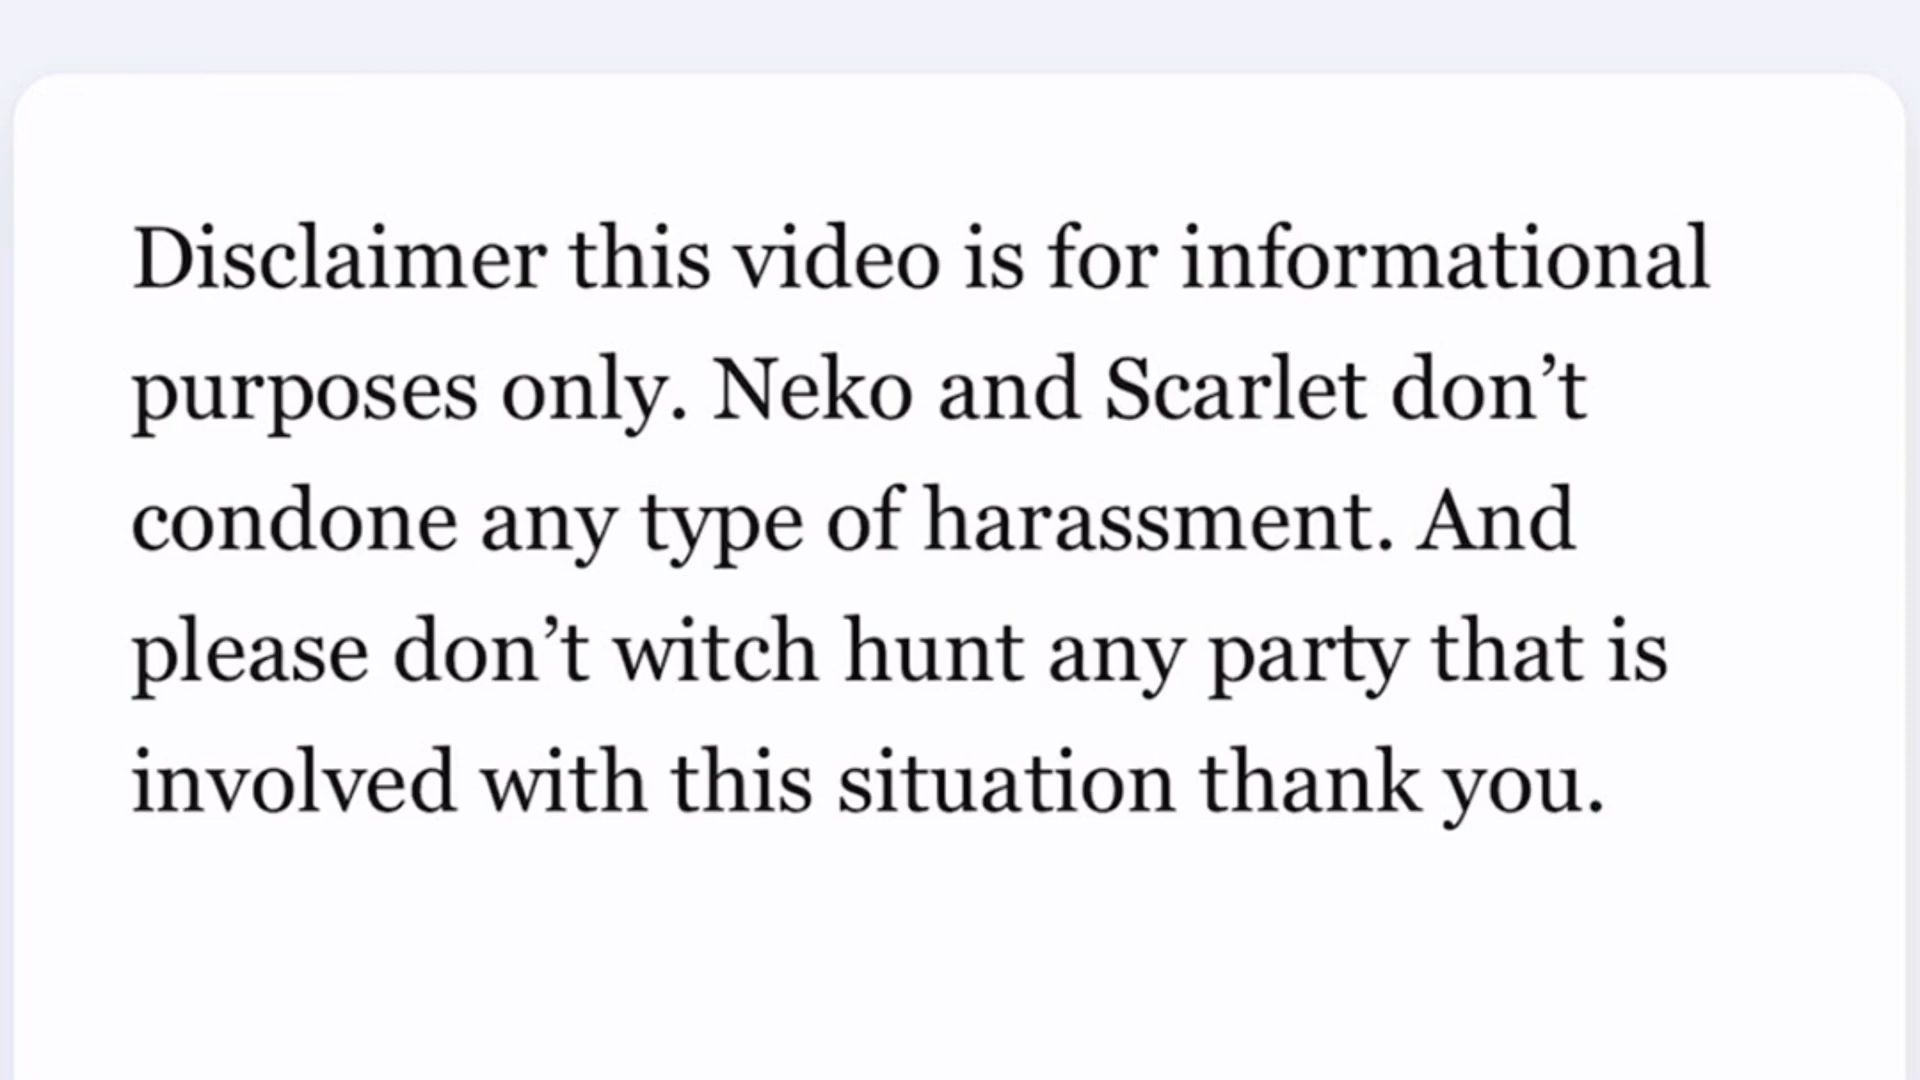 Disclaimer this video is for informational
purposes only. Neko and Scarlet don’t
condone any type of harassment. And
please don’t witch hunt any party that is
involved with this situation thank you.